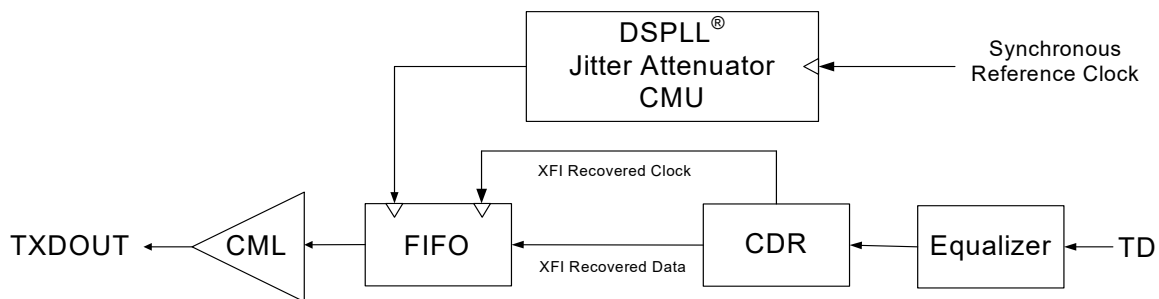 DSPLL®
Jitter Attenuator
CMU
Synchronous
Reference Clock
XFI Recovered Clock
TXDOUT
CML
FIFO
XFI Recovered Data
CDR
Equalizer
TD